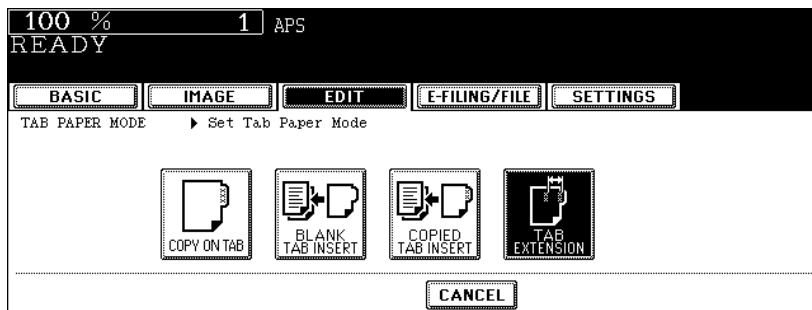 100 % 1 APS
READY
BASIC IMAGE EDIT E-FILING/FILE SETTINGS
TAB PAPER MODE ▶ Set Tab Paper Mode
COPY ON TAB
BLANK
TAB INSERT
COPIED
TAB INSERT
TAB
EXTENSION
CANCEL